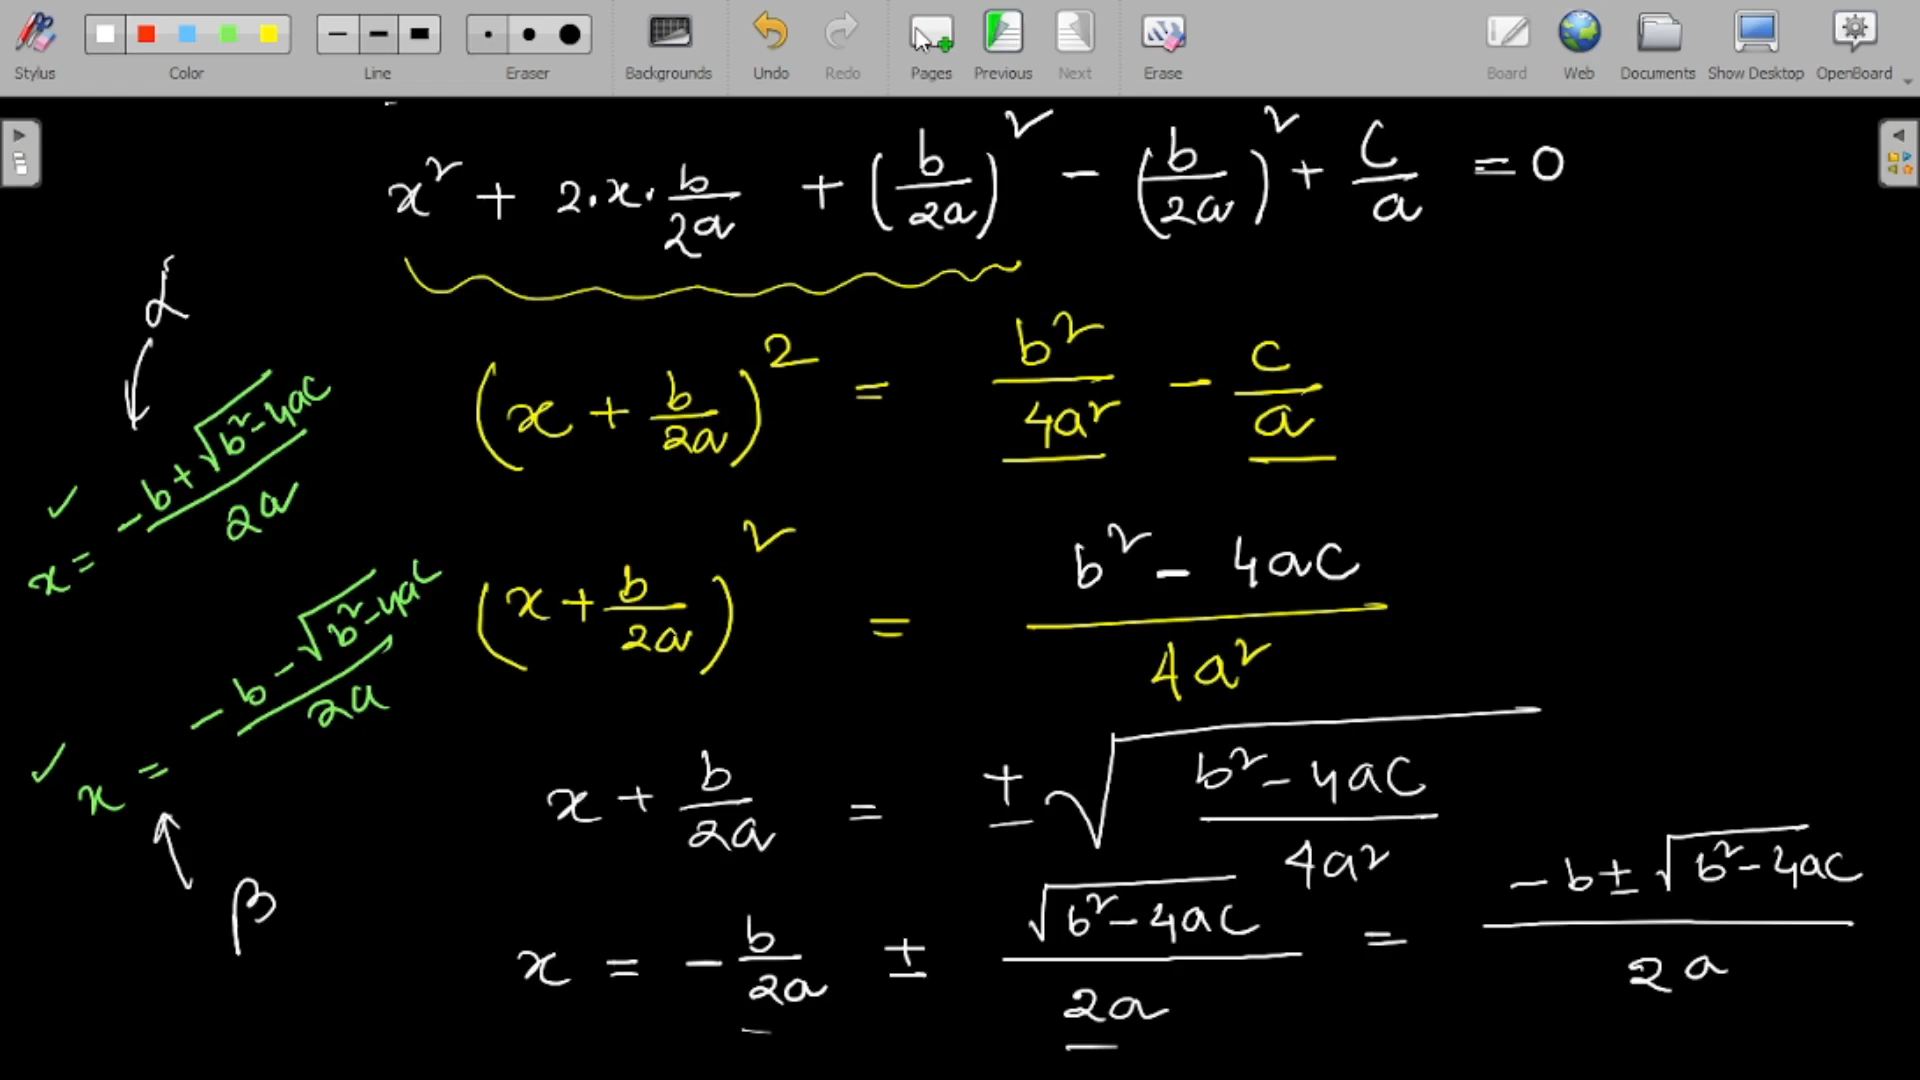 Stylus Color Line Eraser Backgrounds Undo Redo Pages Previous Next Erase Board Web Documents Show Desktop OpenBoard
x² + 2·x·b/2a + (b/2a)² − (b/2a)² + c/a = 0
(x + b/2a)² = b²/4a² − c/a
(x + b/2a)² = (b² − 4ac)/4a²
x + b/2a = ± √((b² − 4ac)/4a²)
x = −b/2a ± √(b² − 4ac)/2a = (−b ± √(b² − 4ac))/2a
α
✓ x = (−b + √(b² − 4ac))/2a
✓ x = (−b − √(b² − 4ac))/2a
β